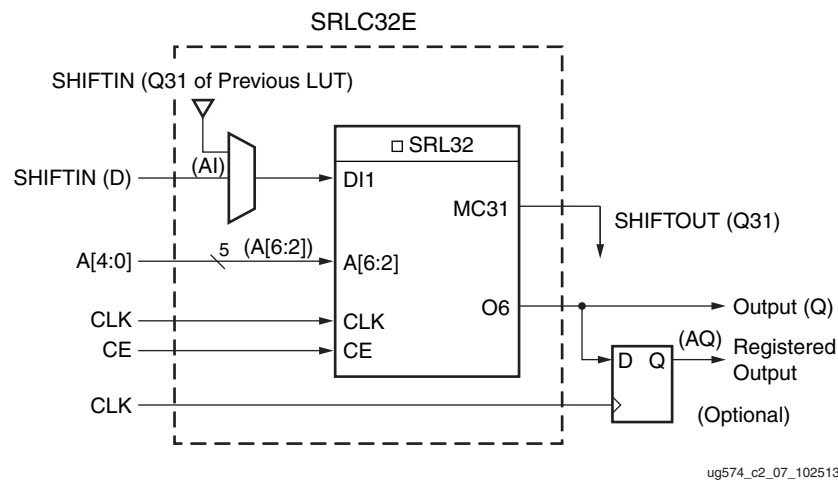 SRLC32E
SHIFTIN (Q31 of Previous LUT)
□ SRL32
(AI)
SHIFTIN (D)
DI1
MC31
SHIFTOUT (Q31)
A[4:0]
5
(A[6:2])
A[6:2]
O6
Output (Q)
CLK
CLK
CE
CE
(AQ)
D Q
Registered
Output
CLK
(Optional)
ug574_c2_07_102513